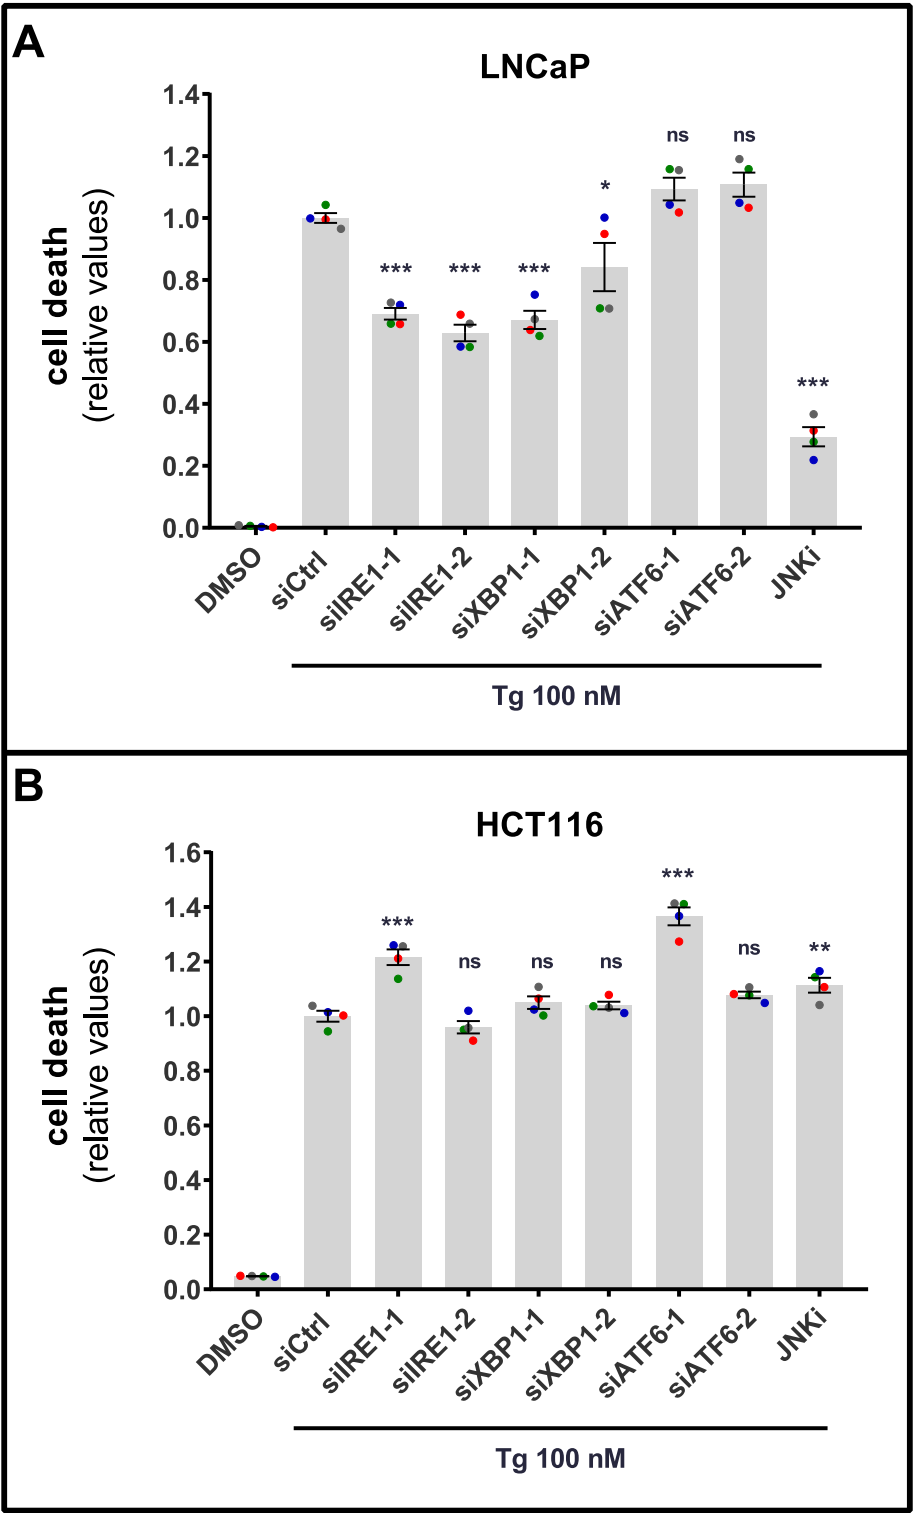 A
LNCaP
cell death
(relative values)
1.4
1.2
1.0
0.8
0.6
0.4
0.2
0.0
ns
ns
*
***
***
***
***
DMSO
siCtrl
siIRE1-1
siIRE1-2
siXBP1-1
siXBP1-2
siATF6-1
siATF6-2
JNKi
Tg 100 nM
B
HCT116
cell death
(relative values)
1.6
1.4
1.2
1.0
0.8
0.6
0.4
0.2
0.0
***
***
ns
ns
ns
ns
**
DMSO
siCtrl
siIRE1-1
siIRE1-2
siXBP1-1
siXBP1-2
siATF6-1
siATF6-2
JNKi
Tg 100 nM